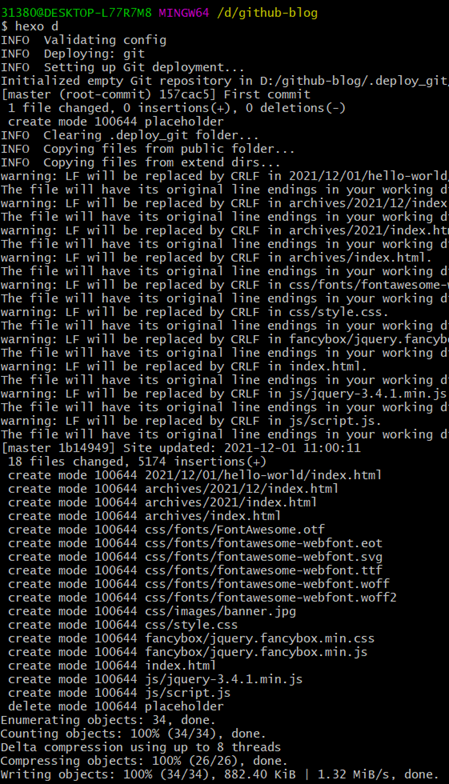 31380@DESKTOP-L77R7M8 MINGW64 /d/github-blog
$ hexo d
INFO  Validating config
INFO  Deploying: git
INFO  Setting up Git deployment...
Initialized empty Git repository in D:/github-blog/.deploy_git
[master (root-commit) 157cac5] First commit
 1 file changed, 0 insertions(+), 0 deletions(-)
 create mode 100644 placeholder
INFO  Clearing .deploy_git folder...
INFO  Copying files from public folder...
INFO  Copying files from extend dirs...
warning: LF will be replaced by CRLF in 2021/12/01/hello-world
The file will have its original line endings in your working d
warning: LF will be replaced by CRLF in archives/2021/12/index
The file will have its original line endings in your working d
warning: LF will be replaced by CRLF in archives/2021/index.ht
The file will have its original line endings in your working d
warning: LF will be replaced by CRLF in archives/index.html.
The file will have its original line endings in your working d
warning: LF will be replaced by CRLF in css/fonts/fontawesome-
The file will have its original line endings in your working d
warning: LF will be replaced by CRLF in css/style.css.
The file will have its original line endings in your working d
warning: LF will be replaced by CRLF in fancybox/jquery.fancyb
The file will have its original line endings in your working d
warning: LF will be replaced by CRLF in index.html.
The file will have its original line endings in your working d
warning: LF will be replaced by CRLF in js/jquery-3.4.1.min.js
The file will have its original line endings in your working d
warning: LF will be replaced by CRLF in js/script.js.
The file will have its original line endings in your working d
[master 1b14949] Site updated: 2021-12-01 11:00:11
 18 files changed, 5174 insertions(+)
 create mode 100644 2021/12/01/hello-world/index.html
 create mode 100644 archives/2021/12/index.html
 create mode 100644 archives/2021/index.html
 create mode 100644 archives/index.html
 create mode 100644 css/fonts/FontAwesome.otf
 create mode 100644 css/fonts/fontawesome-webfont.eot
 create mode 100644 css/fonts/fontawesome-webfont.svg
 create mode 100644 css/fonts/fontawesome-webfont.ttf
 create mode 100644 css/fonts/fontawesome-webfont.woff
 create mode 100644 css/fonts/fontawesome-webfont.woff2
 create mode 100644 css/images/banner.jpg
 create mode 100644 css/style.css
 create mode 100644 fancybox/jquery.fancybox.min.css
 create mode 100644 fancybox/jquery.fancybox.min.js
 create mode 100644 index.html
 create mode 100644 js/jquery-3.4.1.min.js
 create mode 100644 js/script.js
 delete mode 100644 placeholder
Enumerating objects: 34, done.
Counting objects: 100% (34/34), done.
Delta compression using up to 8 threads
Compressing objects: 100% (26/26), done.
Writing objects: 100% (34/34), 882.40 KiB | 1.32 MiB/s, done.